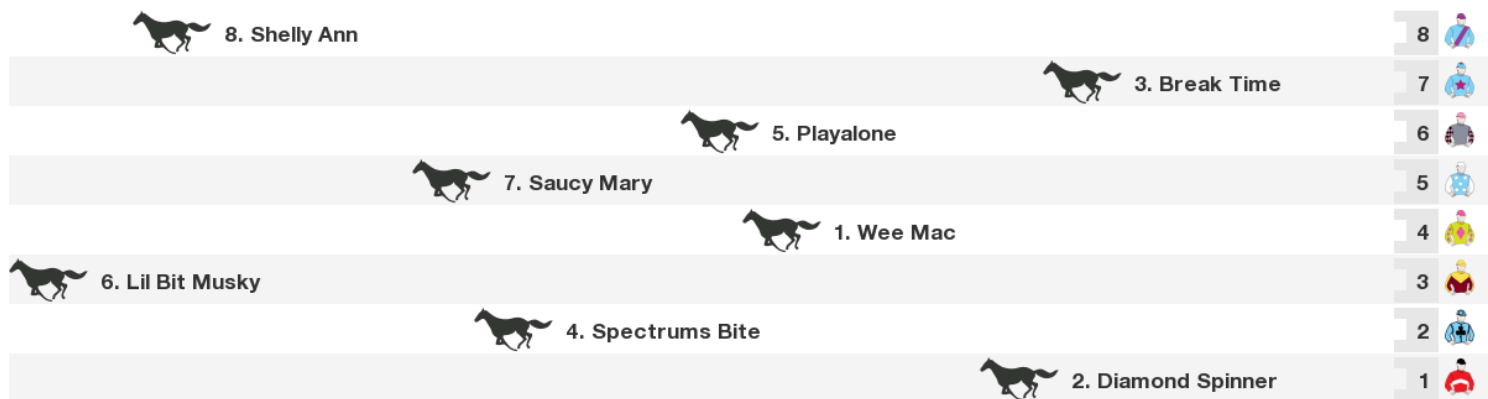 8. Shelly Ann 8
3. Break Time 7
5. Playalone 6
7. Saucy Mary 5
1. Wee Mac 4
6. Lil Bit Musky 3
4. Spectrums Bite 2
2. Diamond Spinner 1